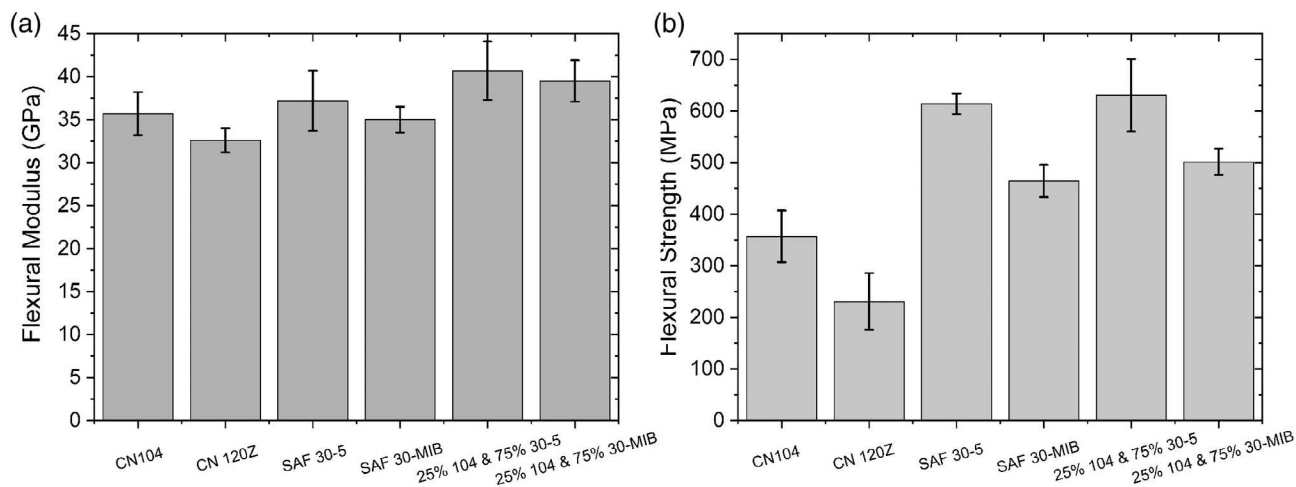 (a)
Flexural Modulus (GPa)
45
40
35
30
25
20
15
10
5
0
CN104
CN 120Z
SAF 30-5
SAF 30-MIB
25% 104 & 75% 30-5
25% 104 & 75% 30-MIB
(b)
Flexural Strength (MPa)
700
600
500
400
300
200
100
0
CN104
CN 120Z
SAF 30-5
SAF 30-MIB
25% 104 & 75% 30-5
25% 104 & 75% 30-MIB